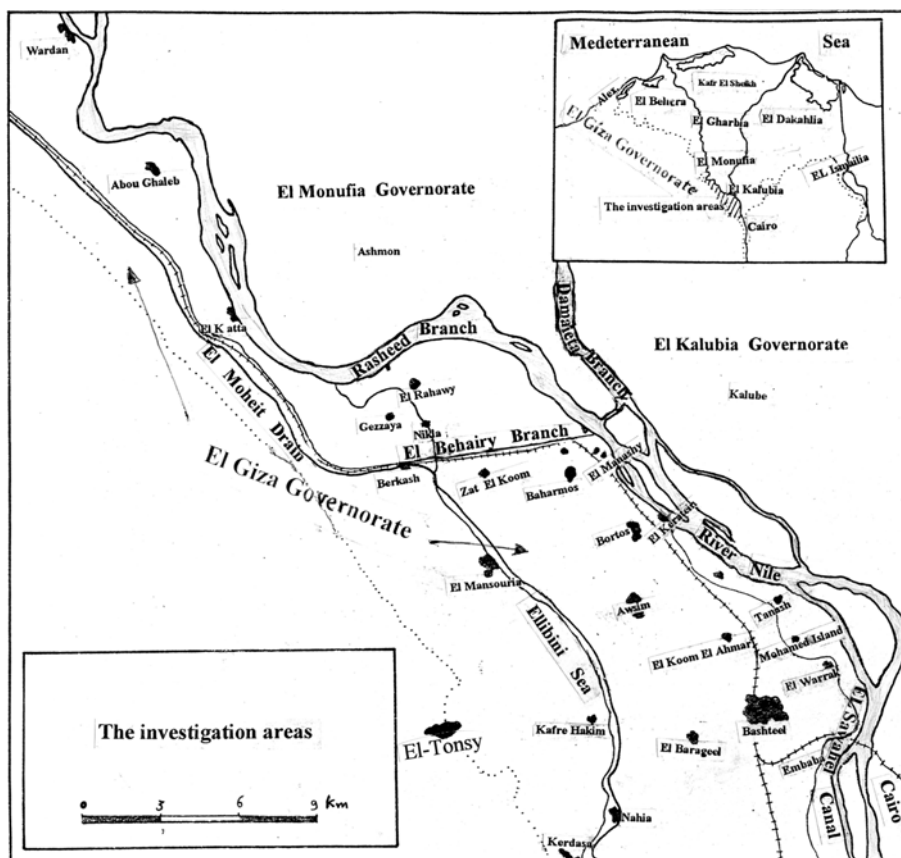 Wardan
Abou Ghaleb
El Monufia Governorate
Ashmon
Medeterranean Sea
Alex.
El Behera
Kafr El Sheikh
El Gharbia
El Dakahlia
El Giza Governorate
El Monufia
EL Ismailia
El Kalubia
The investigation areas
Cairo
Damaieta Branch
El Kalubia Governorate
Kalube
El Katta
Rasheed Branch
El Moheit Drain
El Rahawy
Gezzaya
Nikla
El Behairy Branch
El Manashy
Berkash
Zat El Koom
Baharmos
El Giza Governorate
Bortos
River Nile
El Mansouria
Awsim
Tanash
Ellibini Sea
El Koom El Ahmar
Mohamed Island
El Warrak
El-Tonsy
Kafre Hakim
El Barageel
Bashteel
El Sawahel Canal
Embaba
Cairo
Nahia
Kerdasa
The investigation areas
0 3 6 9 Km